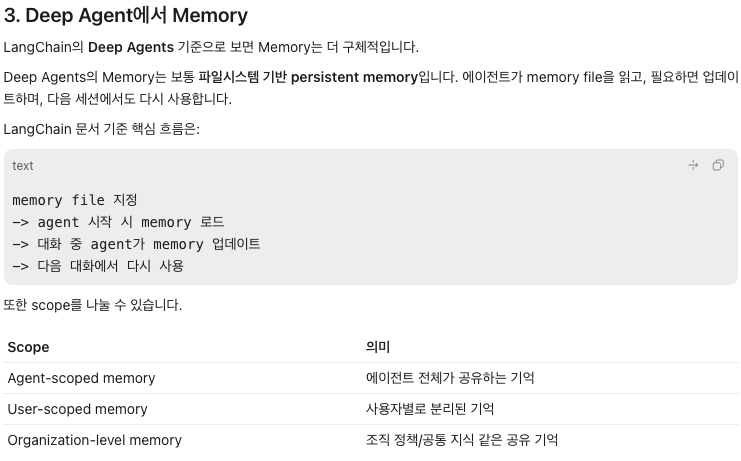 3. Deep Agent에서 Memory
LangChain의 Deep Agents 기준으로 보면 Memory는 더 구체적입니다.
Deep Agents의 Memory는 보통 파일시스템 기반 persistent memory입니다. 에이전트가 memory file을 읽고, 필요하면 업데이
트하며, 다음 세션에서도 다시 사용합니다.
LangChain 문서 기준 핵심 흐름은:
text
memory file 지정
-> agent 시작 시 memory 로드
-> 대화 중 agent가 memory 업데이트
-> 다음 대화에서 다시 사용
또한 scope를 나눌 수 있습니다.
Scope 의미
Agent-scoped memory 에이전트 전체가 공유하는 기억
User-scoped memory 사용자별로 분리된 기억
Organization-level memory 조직 정책/공통 지식 같은 공유 기억